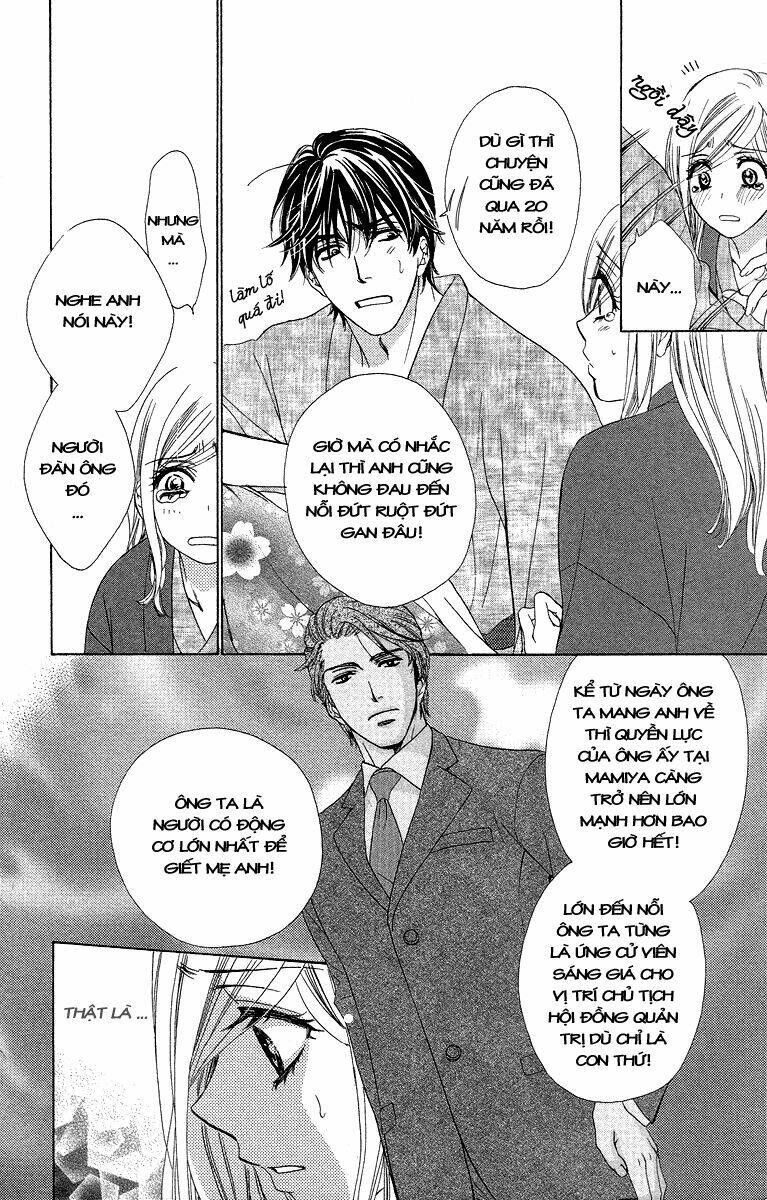 ngồi dậy
NÀY...
DÙ GÌ THÌ
CHUYỆN
CŨNG ĐÃ
QUA 20
NĂM RỒI!
lầm lố
quá đi!
GIỜ MÀ CÓ NHẮC
LẠI THÌ ANH CŨNG
KHÔNG ĐAU ĐẾN
NỖI ĐỨT RUỘT ĐỨT
GAN ĐÂU!
NHƯNG
MÀ
...
NGHE ANH
NÓI NÀY!
NGƯỜI
ĐÀN ÔNG
ĐÓ
...
KỂ TỪ NGÀY ÔNG
TA MANG ANH VỀ
THÌ QUYỀN LỰC
CỦA ÔNG ẤY TẠI
MAMIYA CÀNG
TRỞ NÊN LỚN
MẠNH HƠN BAO
GIỜ HẾT!
LỚN ĐẾN NỖI
ÔNG TA TỪNG
LÀ ỨNG CỬ VIÊN
SÁNG GIÁ CHO
VỊ TRÍ CHỦ TỊCH
HỘI ĐỒNG QUẢN
TRỊ DÙ CHỈ LÀ
CON THỨ!
ÔNG TA LÀ
NGƯỜI CÓ ĐỘNG
CƠ LỚN NHẤT ĐỂ
GIẾT MẸ ANH!
THẬT LÀ ...